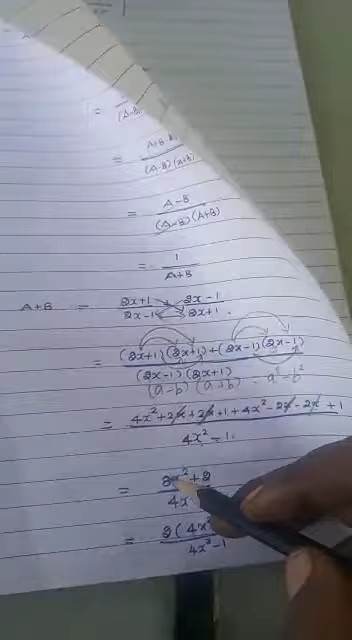 = (A-B)
= A+B-B / (A-B)(A+B)
= A-B / (A-B)(A+B)
= 1 / A+B
A+B = 2x+1 / 2x-1 + 2x-1 / 2x+1 .
= (2x+1)(2x+1)+(2x-1)(2x-1) / (2x-1)(2x+1)
(a-b) (a+b) - a²-b²
= 4x²+2x+2x+1+4x²-2x-2x+1 / 4x²-1
= 8x²+2 / 4x
= 2(4x² / 4x²-1